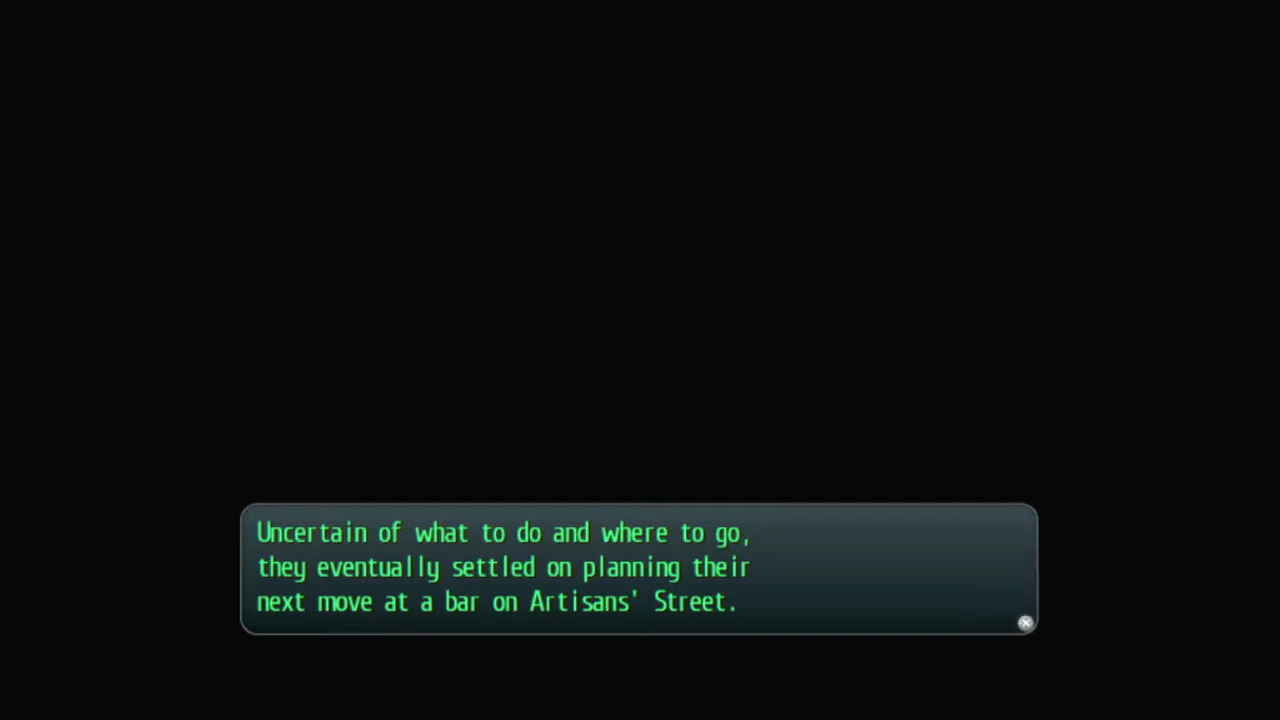 Uncertain of what to do and where to go,
they eventually settled on planning their
next move at a bar on Artisans' Street.